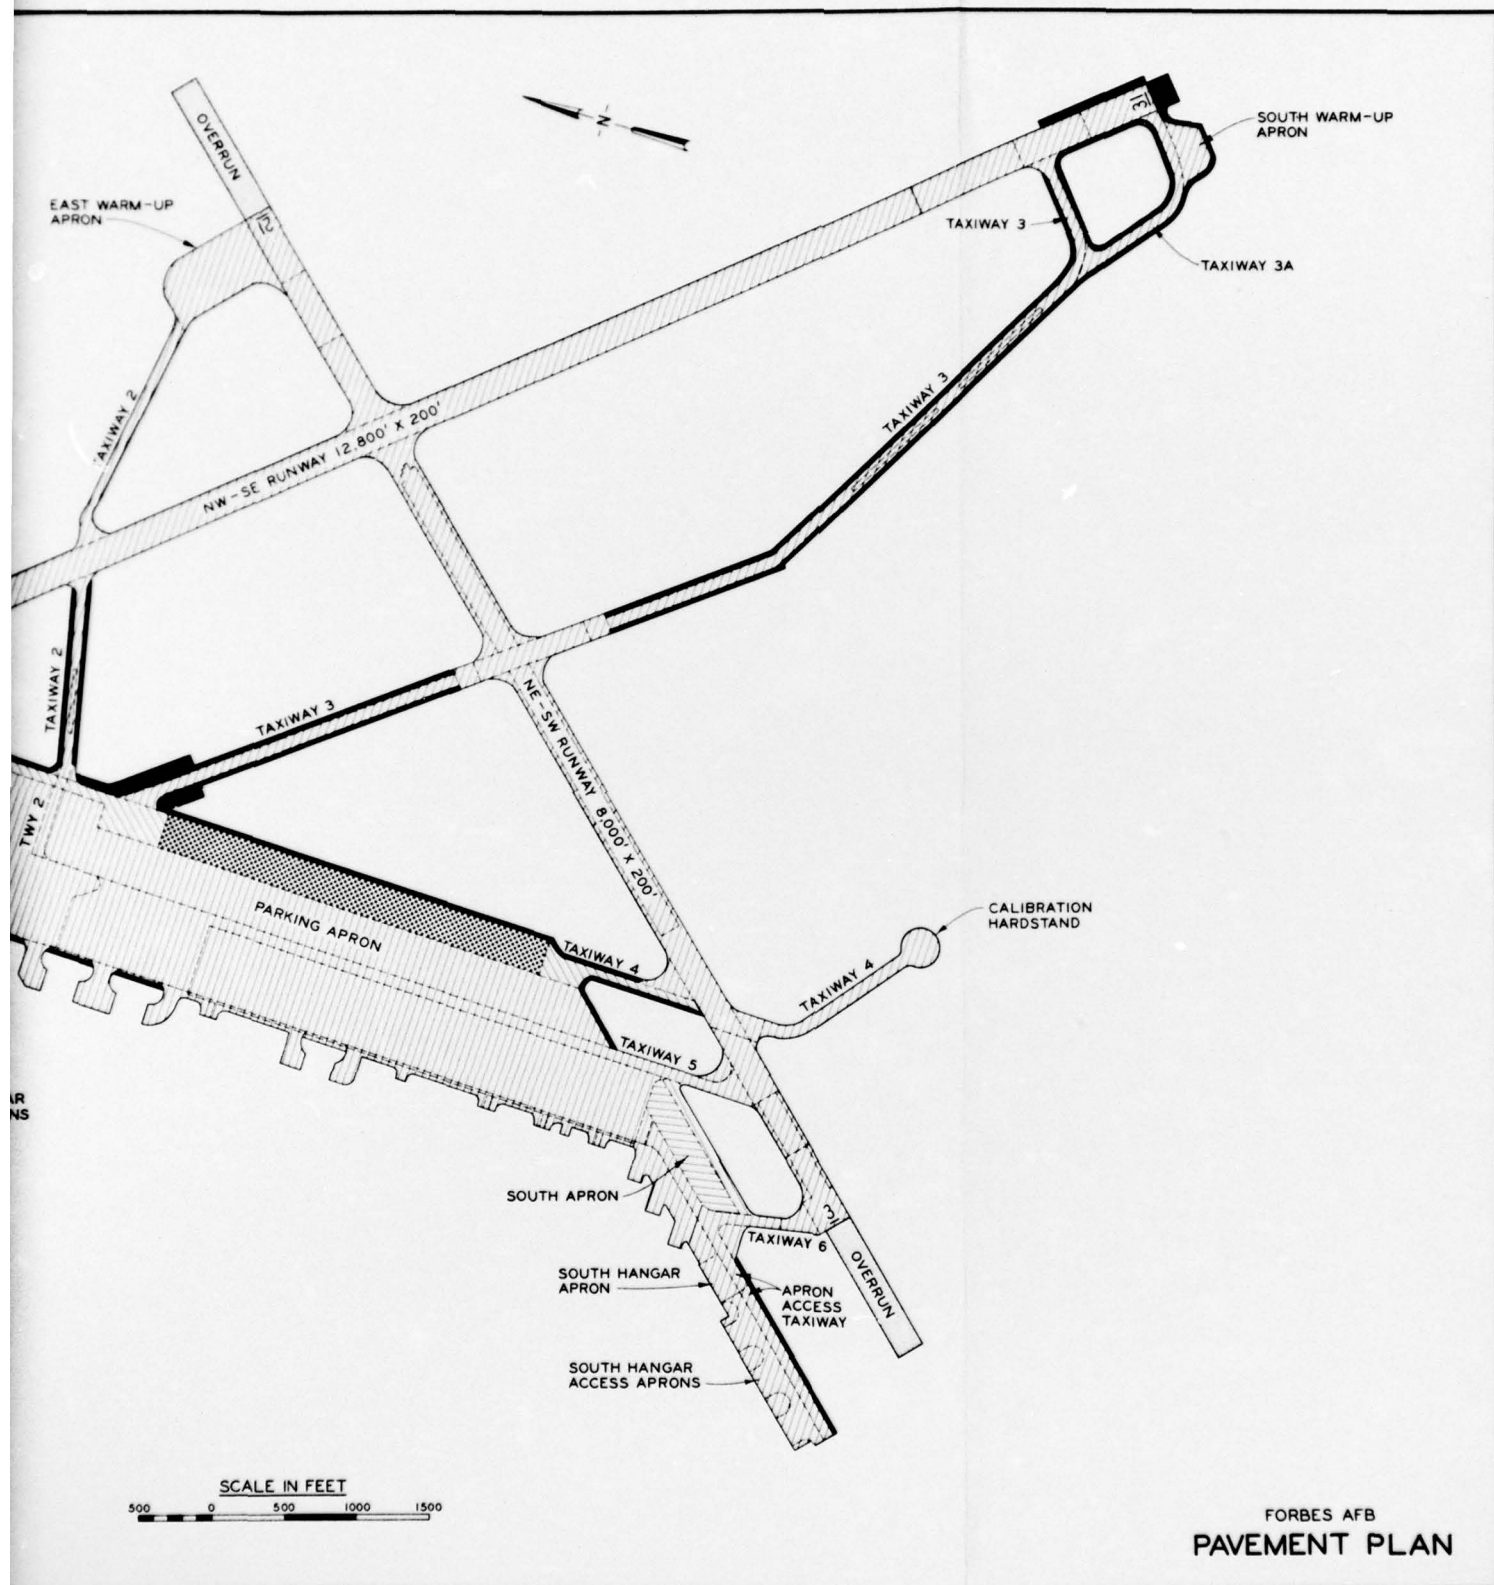 OVERRUN
N
31
SOUTH WARM-UP
APRON
EAST WARM-UP
APRON
TAXIWAY 3
TAXIWAY 3A
TAXIWAY 2
TAXIWAY 3
NW-SE RUNWAY 12,800' X 200'
TAXIWAY 2
TAXIWAY 3
NE-SW RUNWAY 8,000' X 200'
TWY 2
PARKING APRON
TAXIWAY 4
CALIBRATION
HARDSTAND
TAXIWAY 4
TAXIWAY 5
AR
NS
SOUTH APRON
TAXIWAY 6
OVERRUN
SOUTH HANGAR
APRON
APRON
ACCESS
TAXIWAY
SOUTH HANGAR
ACCESS APRONS
SCALE IN FEET
500 0 500 1000 1500
FORBES AFB
PAVEMENT PLAN